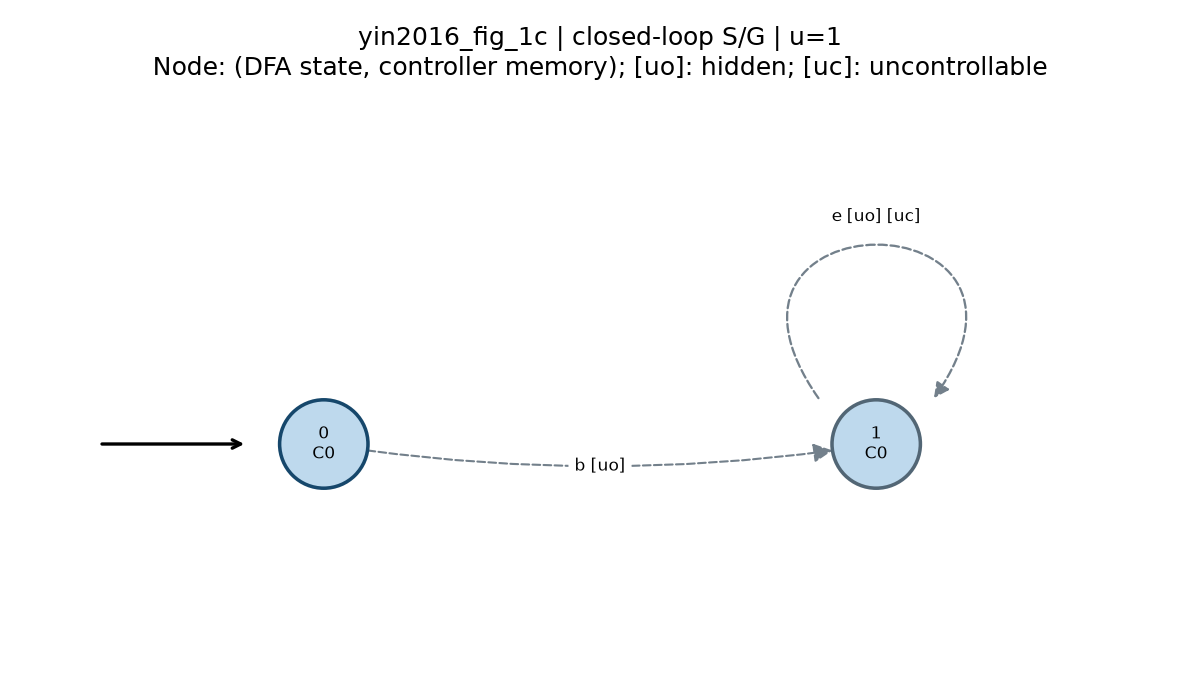 yin2016_fig_1c | closed-loop S/G | u=1
Node: (DFA state, controller memory); [uo]: hidden; [uc]: uncontrollable
e [uo] [uc]
0
C0
1
C0
b [uo]